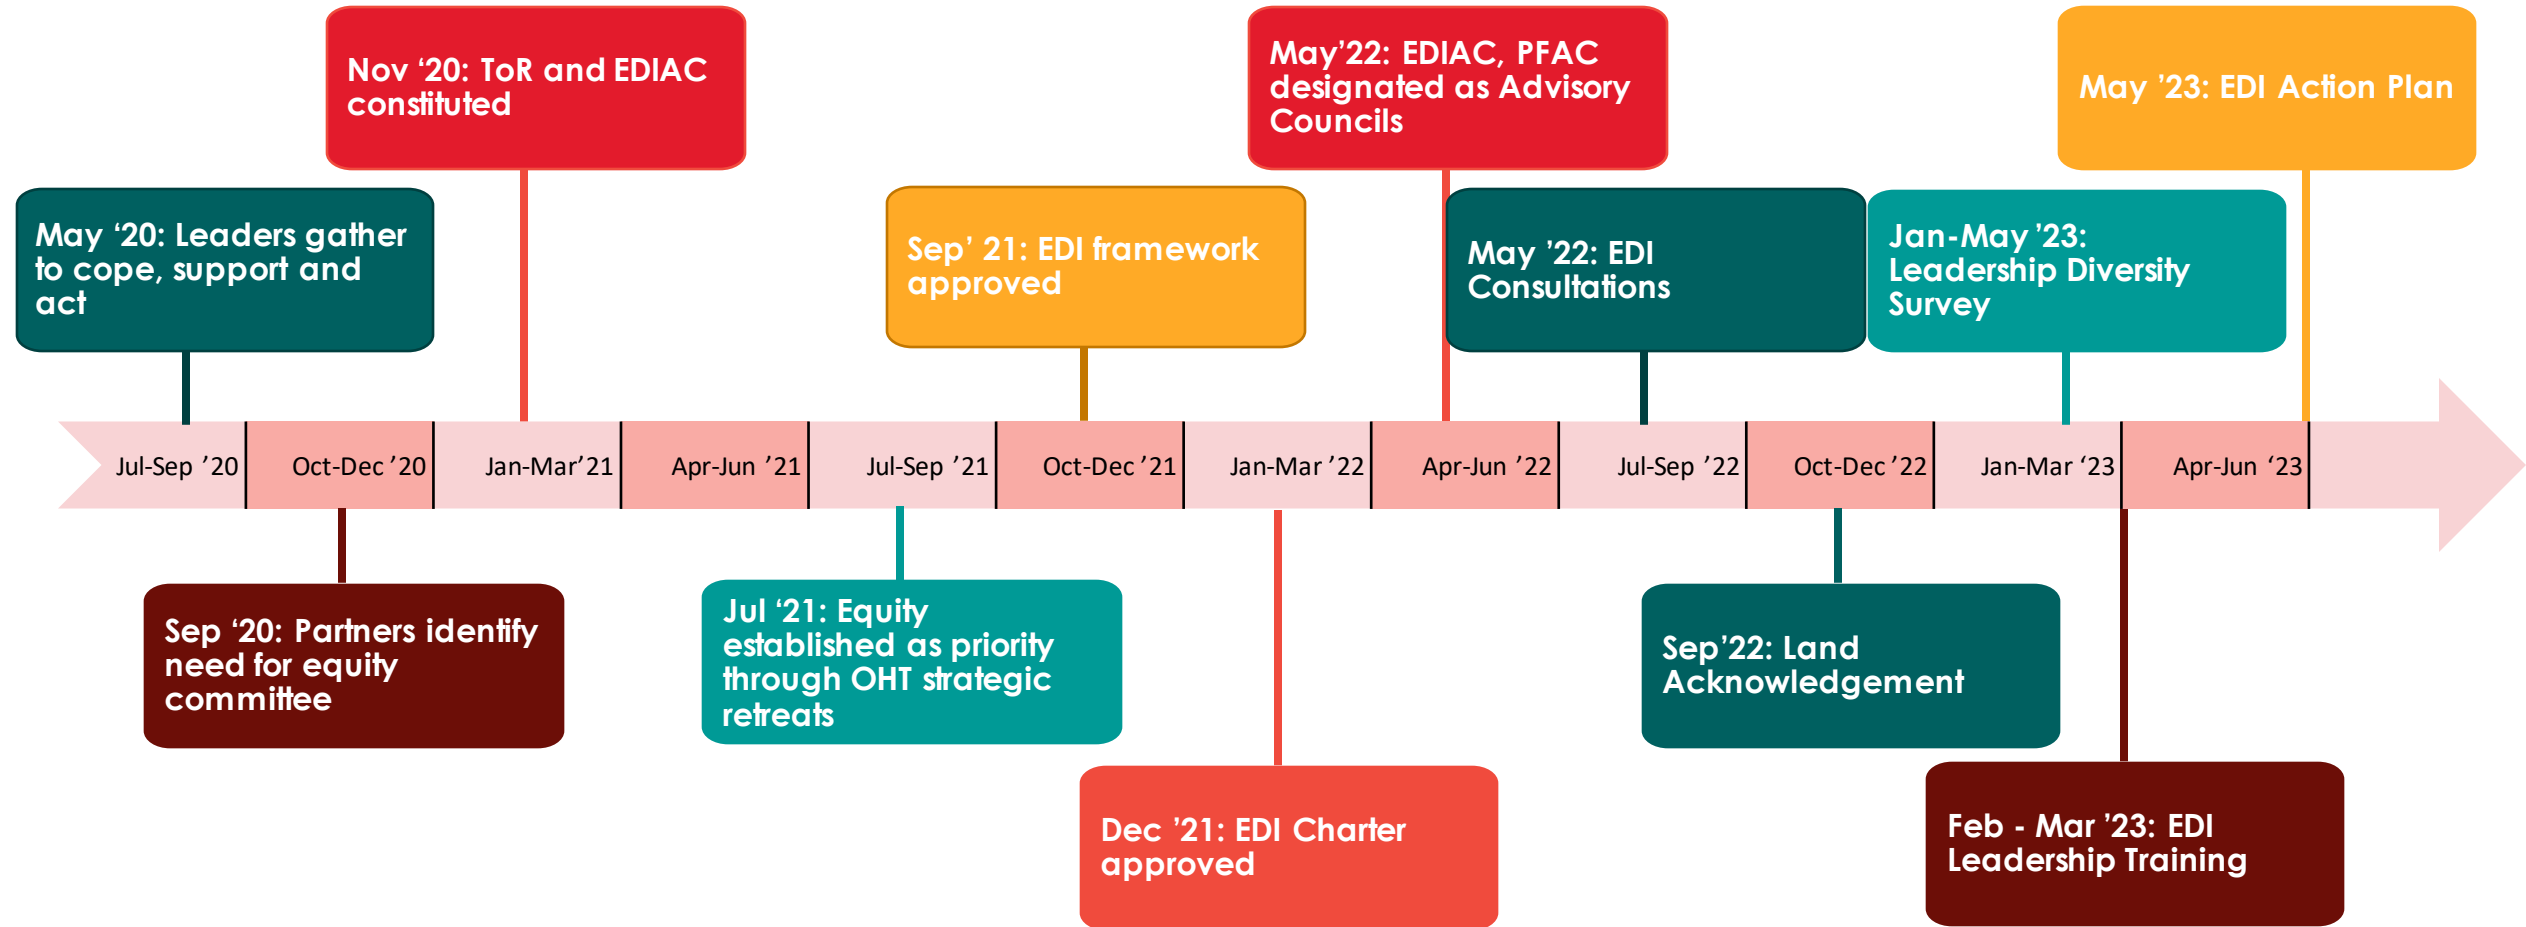 Nov ‘20: ToR and EDIAC
constituted
May’22: EDIAC, PFAC
designated as Advisory
Councils
May ’23: EDI Action Plan
May ‘20: Leaders gather
to cope, support and
act
Sep’ 21: EDI framework
approved
May ’22: EDI
Consultations
Jan-May ’23:
Leadership Diversity
Survey
Jul-Sep ’20
Oct-Dec ’20
Jan-Mar’21
Apr-Jun ’21
Jul-Sep ’21
Oct-Dec ’21
Jan-Mar ’22
Apr-Jun ’22
Jul-Sep ’22
Oct-Dec ’22
Jan-Mar ‘23
Apr-Jun ‘23
Sep ‘20: Partners identify
need for equity
committee
Jul ‘21: Equity
established as priority
through OHT strategic
retreats
Sep’22: Land
Acknowledgement
Dec ’21: EDI Charter
approved
Feb - Mar ’23: EDI
Leadership Training